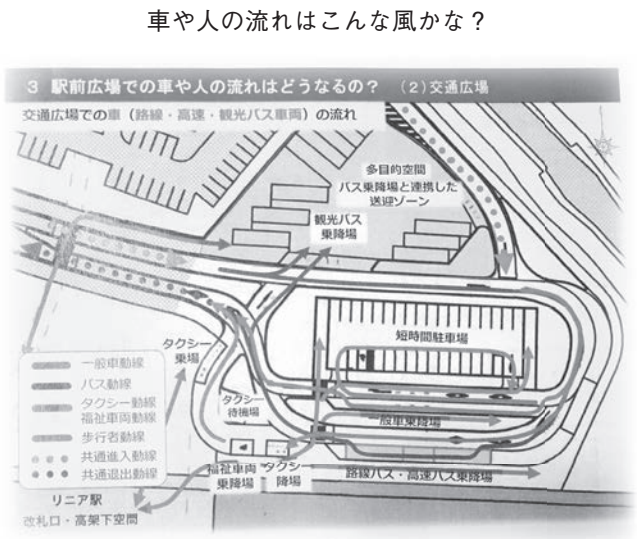 車や人の流れはこんな風かな？
3 駅前広場での車や人の流れはどうなるの？ （2）交通広場
交通広場での車（路線・高速・観光バス車両）の流れ
多目的空間
バス乗降場と連携した
送迎ゾーン
観光バス
乗降場
短時間駐車場
タクシー
乗場
一般車動線
バス動線
タクシー動線
福祉車両動線
歩行者動線
共通進入動線
共通退出動線
タクシー
待機場
一般車乗降場
福祉車両
乗降場
タクシー
降場
路線バス・高速バス乗降場
リニア駅
改札口・高架下空間